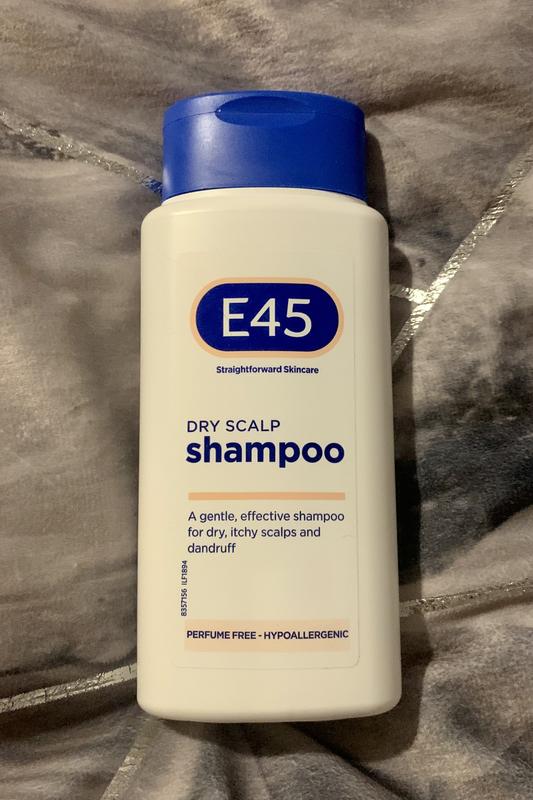 E45
Straightforward Skincare
DRY SCALP
shampoo
A gentle, effective shampoo
for dry, itchy scalps and
dandruff
8357156 ILF1894
PERFUME FREE - HYPOALLERGENIC